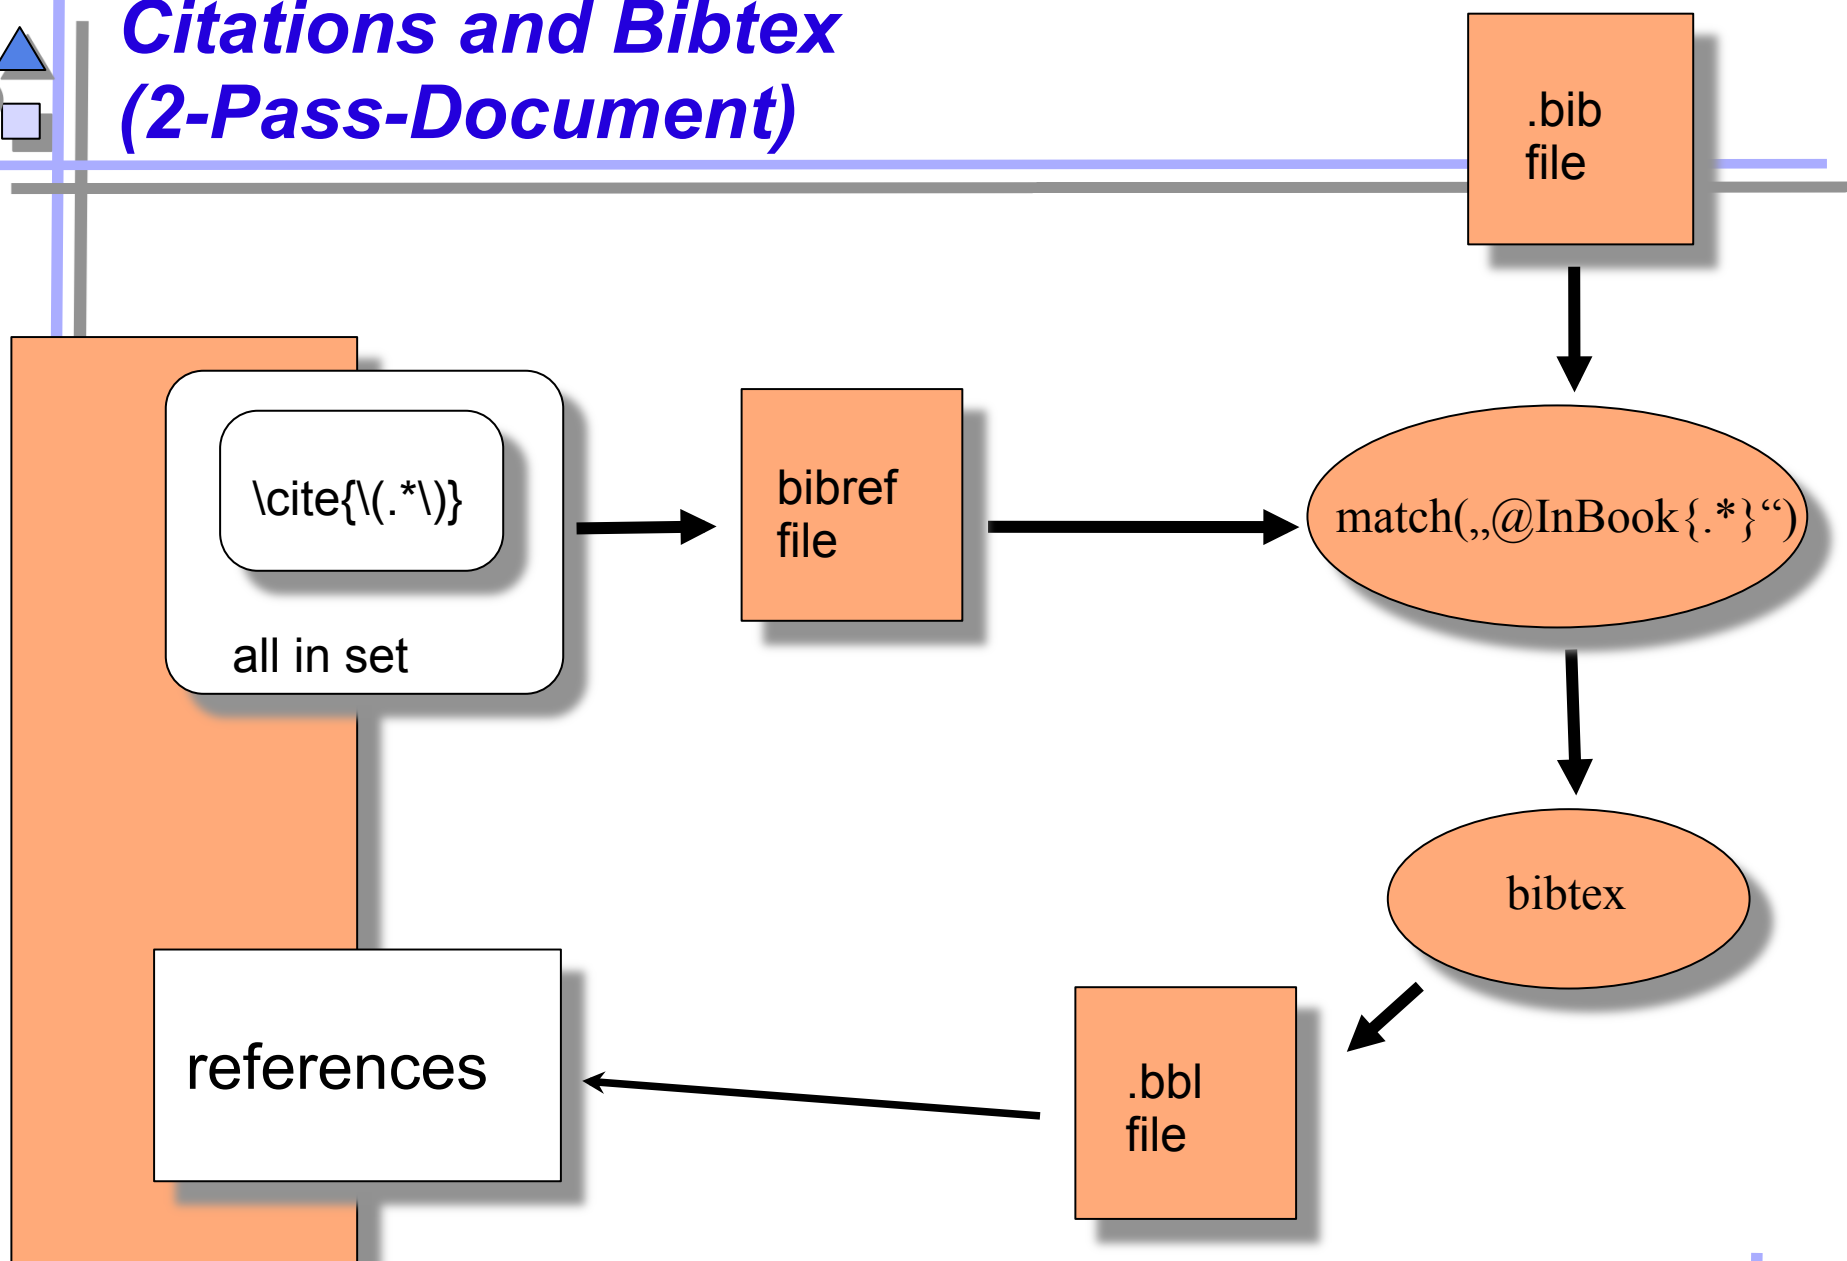 Citations and Bibtex
(2-Pass-Document)
.bib
file
\cite{\(.*\)}
all in set
bibref
file
match(„@InBook{.*}“)
bibtex
references
.bbl
file